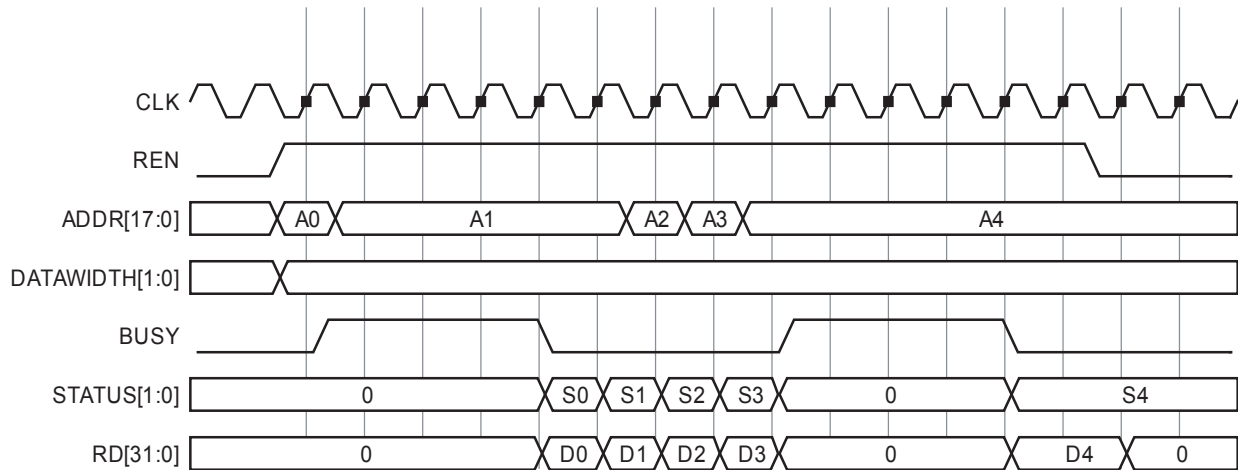 CLK
REN
ADDR[17:0] A0 A1 A2 A3 A4
DATAWIDTH[1:0]
BUSY
STATUS[1:0] 0 S0 S1 S2 S3 0 S4
RD[31:0] 0 D0 D1 D2 D3 0 D4 0